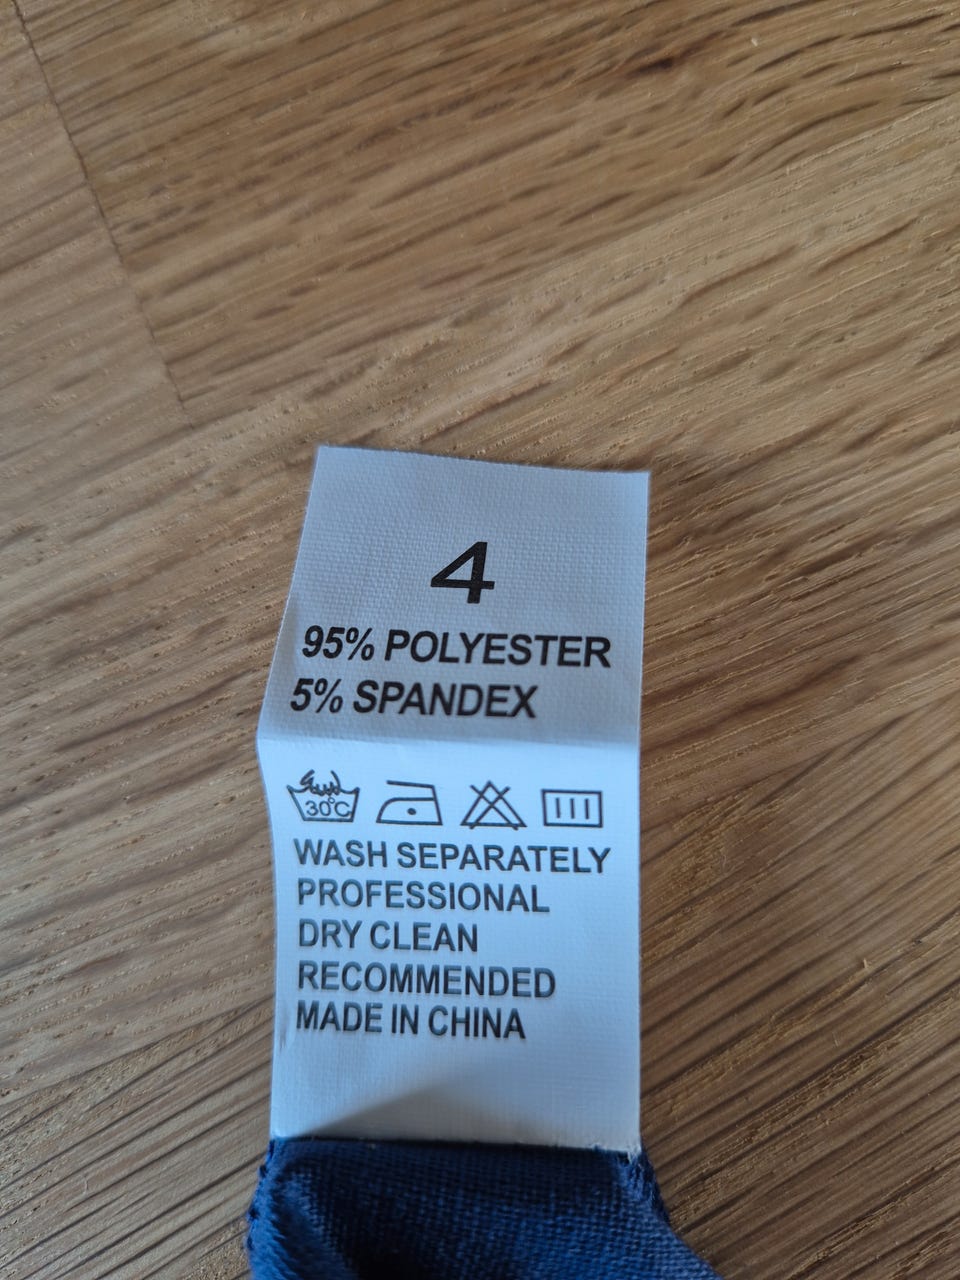 4
95% POLYESTER
5% SPANDEX
30°C
WASH SEPARATELY
PROFESSIONAL
DRY CLEAN
RECOMMENDED
MADE IN CHINA